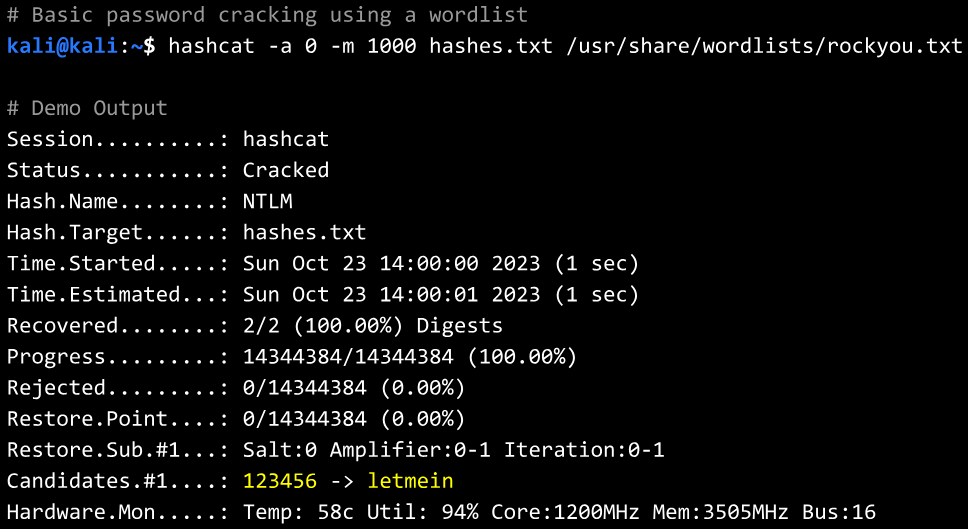 # Basic password cracking using a wordlist
kali@kali:~$ hashcat -a 0 -m 1000 hashes.txt /usr/share/wordlists/rockyou.txt
# Demo Output
Session..........: hashcat
Status...........: Cracked
Hash.Name........: NTLM
Hash.Target......: hashes.txt
Time.Started.....: Sun Oct 23 14:00:00 2023 (1 sec)
Time.Estimated...: Sun Oct 23 14:00:01 2023 (1 sec)
Recovered........: 2/2 (100.00%) Digests
Progress.........: 14344384/14344384 (100.00%)
Rejected.........: 0/14344384 (0.00%)
Restore.Point....: 0/14344384 (0.00%)
Restore.Sub.#1...: Salt:0 Amplifier:0-1 Iteration:0-1
Candidates.#1....: 123456 -> letmein
Hardware.Mon.....: Temp: 58c Util: 94% Core:1200MHz Mem:3505MHz Bus:16